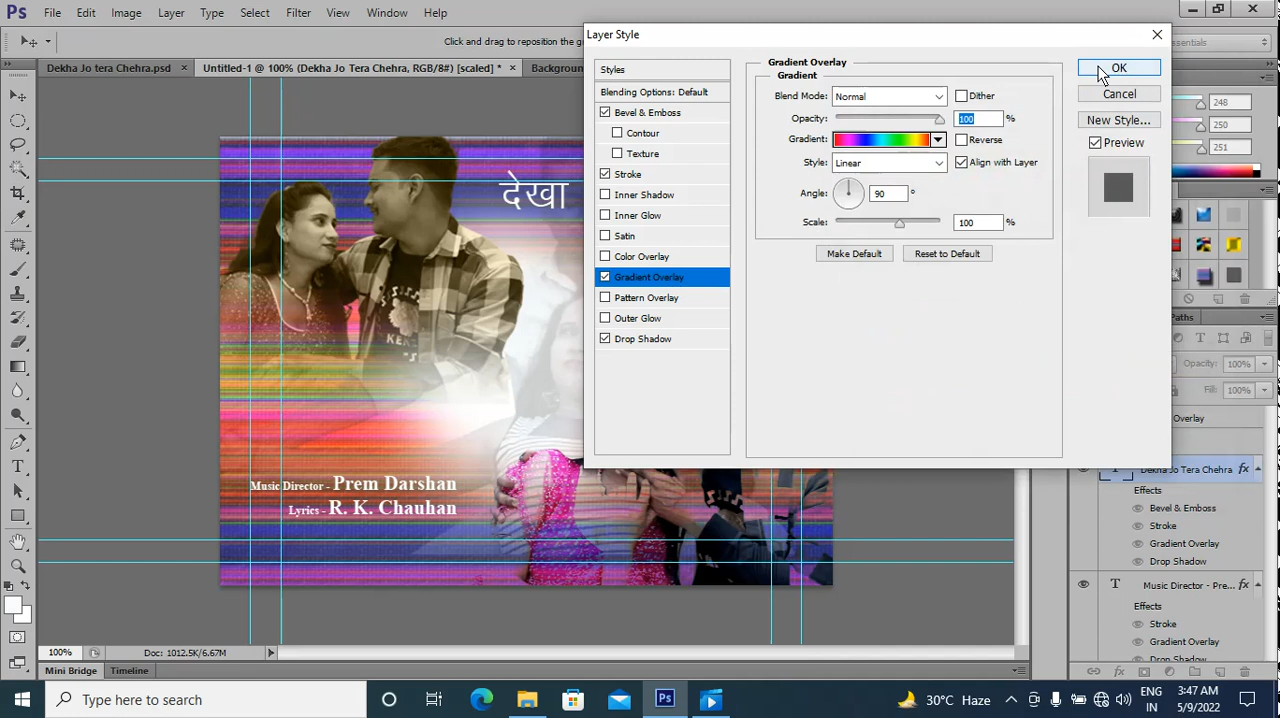 Ps File Edit Image Layer Type Select Filter View Window Help
Click and drag to reposition the
Dekha Jo tera Chehra.psd × Untitled-1 @ 100% (Dekha Jo Tera Chehra, RGB/8#) [scaled] * × Background
Layer Style
Styles
Blending Options: Default
Bevel & Emboss
Contour
Texture
Stroke
Inner Shadow
Inner Glow
Satin
Color Overlay
Gradient Overlay
Pattern Overlay
Outer Glow
Drop Shadow
Gradient Overlay
Gradient
Blend Mode: Normal Dither
Opacity: 100 %
Gradient: Reverse
Style: Linear Align with Layer
Angle: 90 °
Scale: 100 %
Make Default Reset to Default
OK
Cancel
New Style...
Preview
248
250
251
Paths
Opacity: 100%
Fill: 100%
Overlay
T Dekha Jo Tera Chehra fx
Effects
Bevel & Emboss
Stroke
Gradient Overlay
Drop Shadow
T Music Director - Pre... fx
Effects
Stroke
Gradient Overlay
Drop Shadow
देखा
Music Director - Prem Darshan
Lyrics - R. K. Chauhan
100% Doc: 1012.5K/6.67M
Mini Bridge Timeline
Type here to search
30°C Haze
ENG
IN
3:47 AM
5/9/2022